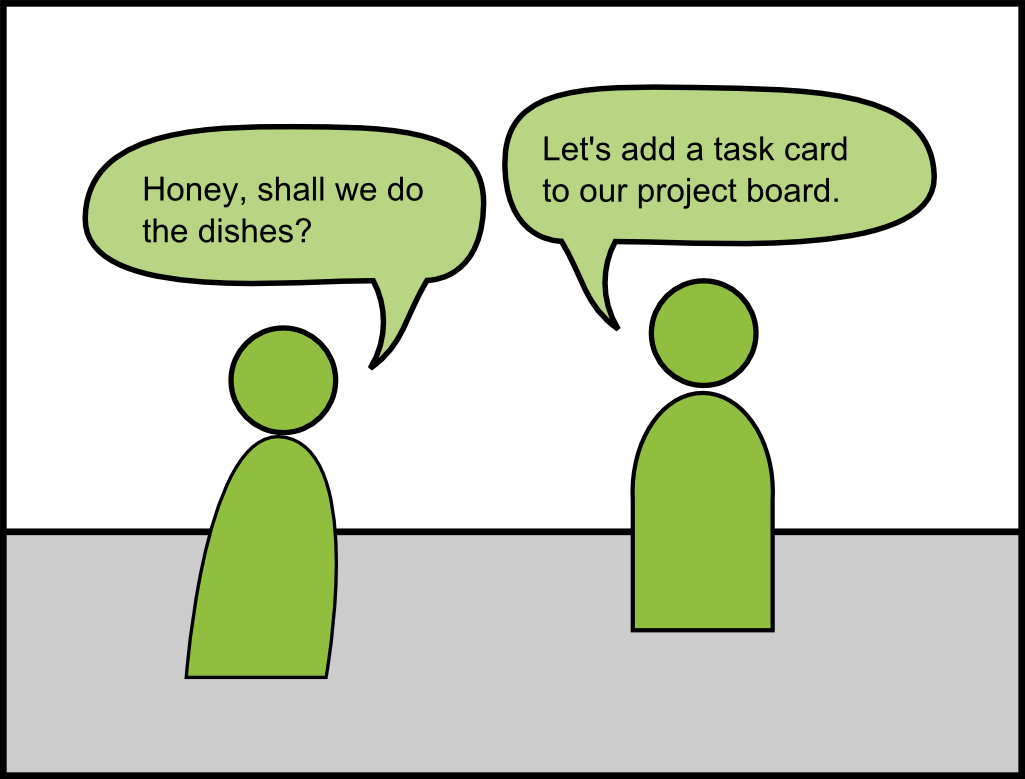 Honey, shall we do
the dishes?
Let's add a task card
to our project board.